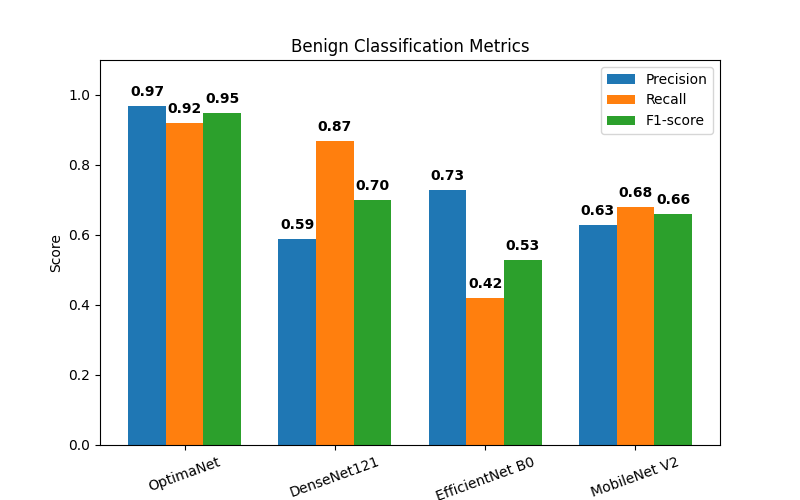 Benign Classification Metrics
Precision
Recall
F1-score
Score
1.0
0.8
0.6
0.4
0.2
0.0
0.97
0.92
0.95
0.59
0.87
0.70
0.73
0.42
0.53
0.63
0.68
0.66
OptimaNet
DenseNet121
EfficientNet B0
MobileNet V2